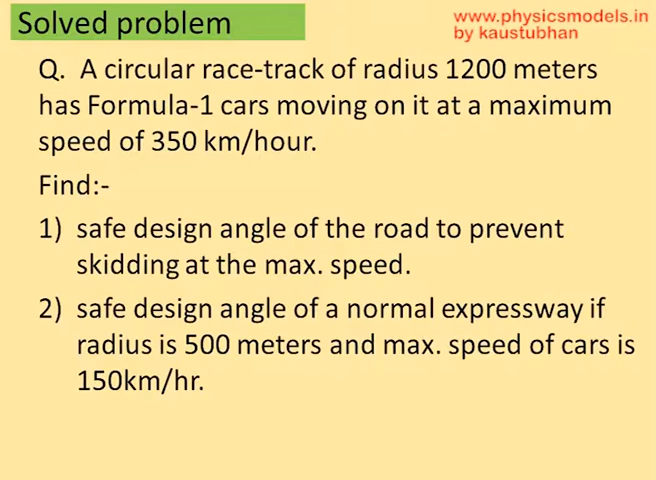 Solved problem
www.physicsmodels.in
by kaustubhan
Q. A circular race-track of radius 1200 meters
has Formula-1 cars moving on it at a maximum
speed of 350 km/hour.
Find:-
1) safe design angle of the road to prevent
skidding at the max. speed.
2) safe design angle of a normal expressway if
radius is 500 meters and max. speed of cars is
150km/hr.